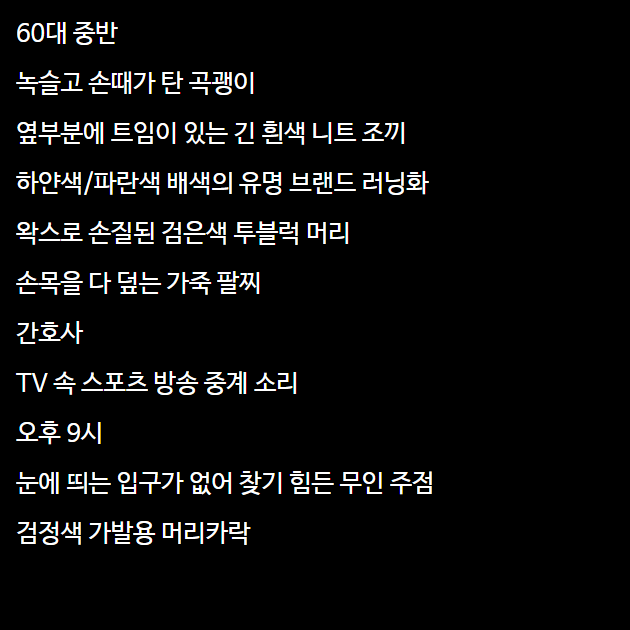 60대 중반
녹슬고 손때가 탄 곡괭이
옆부분에 트임이 있는 긴 흰색 니트 조끼
하얀색/파란색 배색의 유명 브랜드 러닝화
왁스로 손질된 검은색 투블럭 머리
손목을 다 덮는 가죽 팔찌
간호사
TV 속 스포츠 방송 중계 소리
오후 9시
눈에 띄는 입구가 없어 찾기 힘든 무인 주점
검정색 가발용 머리카락